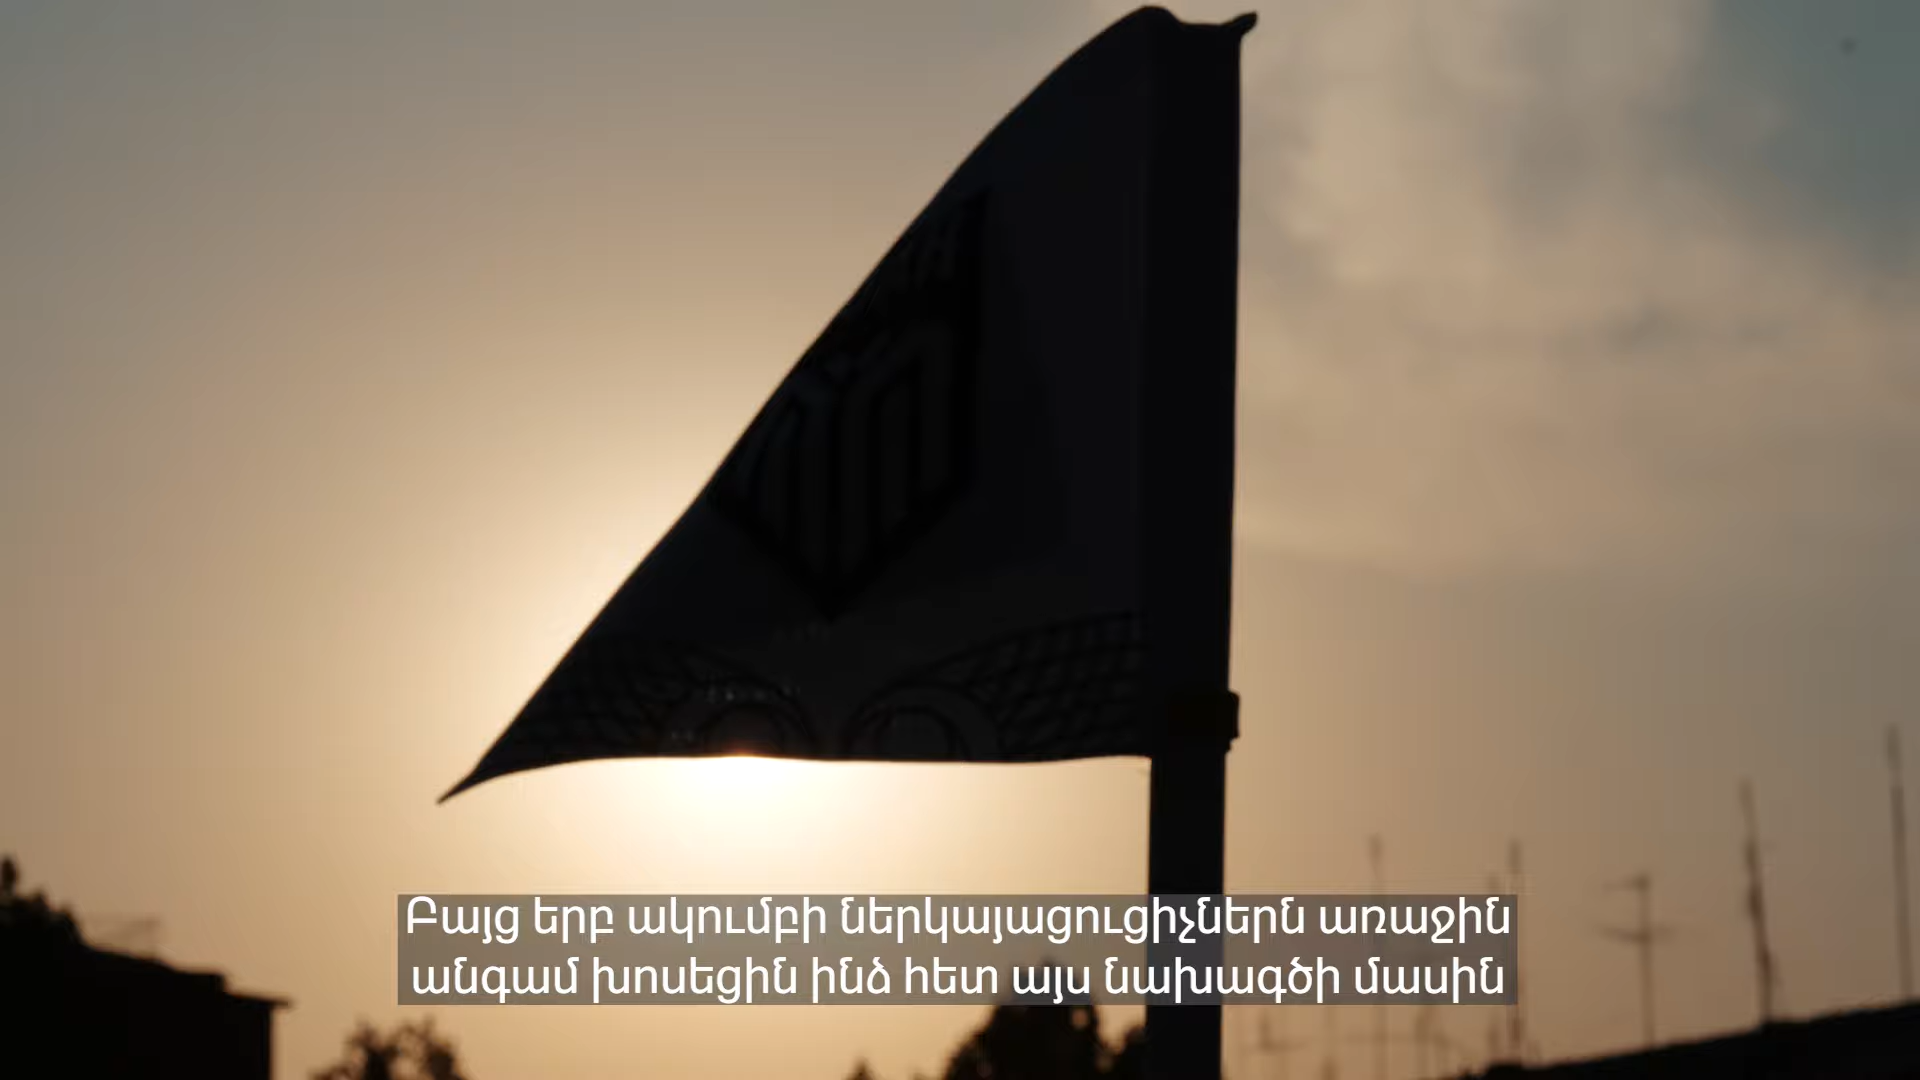 Բայց երբ ակումբի ներկայացուցիչներն առաջին
անգամ խոսեցին ինձ հետ այս նախագծի մասին